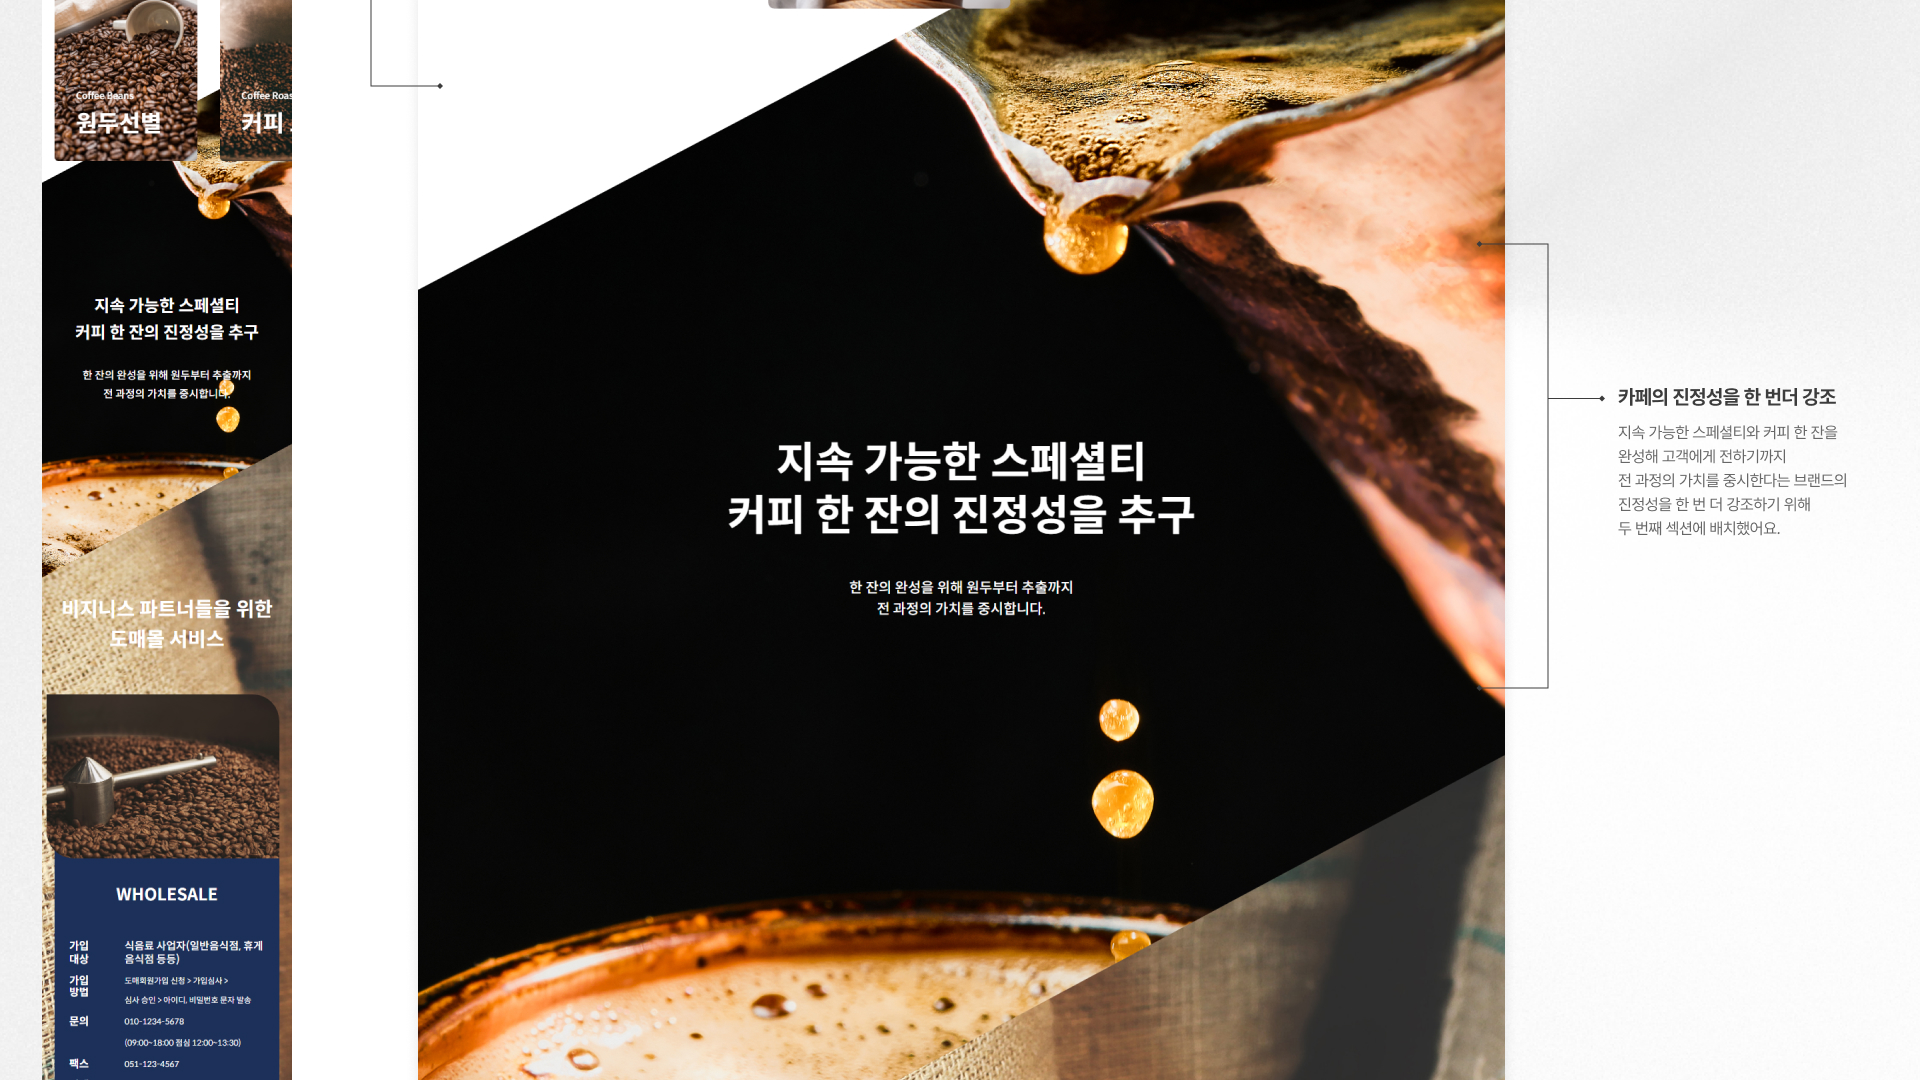 Coffee Beans
원두선별
Coffee Roas
커피
지속 가능한 스페셜티
커피 한 잔의 진정성을 추구
한 잔의 완성을 위해 원두부터 추출까지
전 과정의 가치를 중시합니다.
비지니스 파트너들을 위한
도매몰 서비스
WHOLESALE
가입
대상
식음료 사업자(일반음식점, 휴게
음식점 등등)
가입
방법
도매회원가입 신청 > 가입심사 >
심사 승인 > 아이디, 비밀번호 문자 발송
문의
010-1234-5678
(09:00~18:00 점심 12:00~13:30)
팩스
051-123-4567
지속 가능한 스페셜티
커피 한 잔의 진정성을 추구
한 잔의 완성을 위해 원두부터 추출까지
전 과정의 가치를 중시합니다.
카페의 진정성을 한 번더 강조
지속 가능한 스페셜티와 커피 한 잔을
완성해 고객에게 전하기까지
전 과정의 가치를 중시한다는 브랜드의
진정성을 한 번 더 강조하기 위해
두 번째 섹션에 배치했어요.